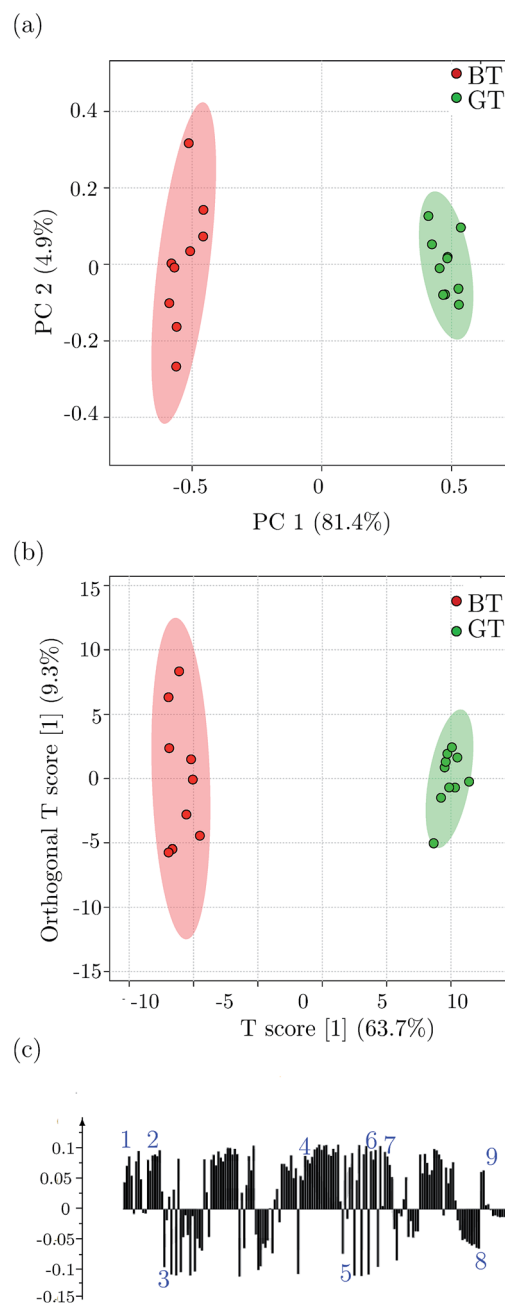 (a)
BT
GT
0.4
0.2
0
-0.2
-0.4
PC 2 (4.9%)
-0.5 0 0.5
PC 1 (81.4%)
(b)
BT
GT
15
10
5
0
-5
-10
-15
Orthogonal T score [1] (9.3%)
-10 -5 0 5 10
T score [1] (63.7%)
(c)
1 2 4 6 7 9
0.1
0.05
0
-0.05
-0.1
-0.15
3 5 8